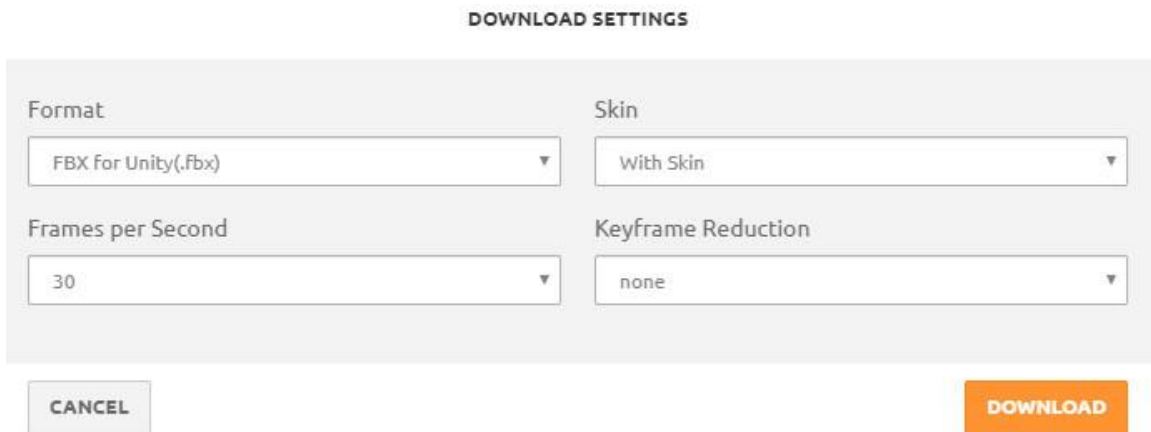 DOWNLOAD SETTINGS
Format
Skin
FBX for Unity(.fbx)
With Skin
Frames per Second
Keyframe Reduction
30
none
CANCEL
DOWNLOAD